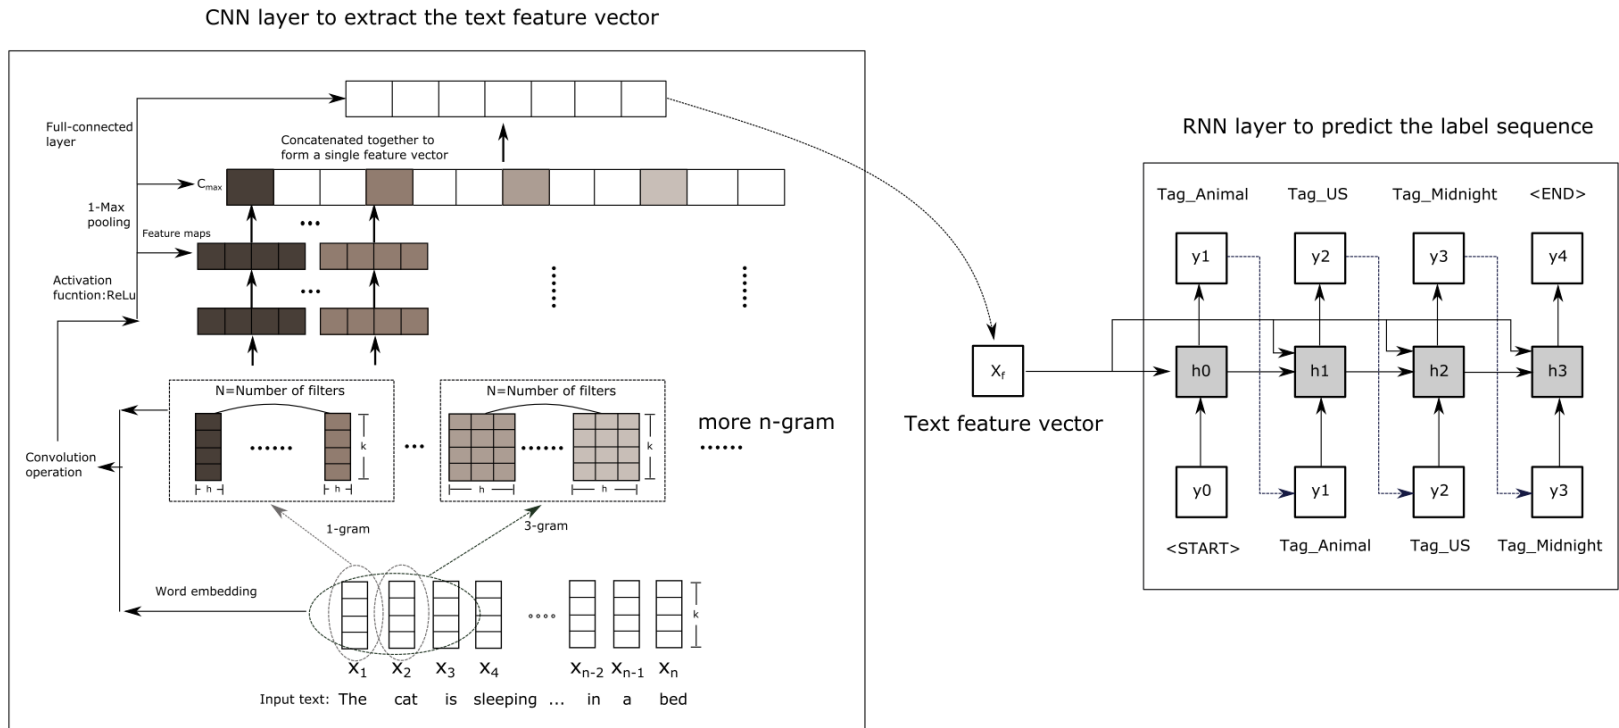 CNN layer to extract the text feature vector
Full-connected
layer
Concatenated together to
form a single feature vector
Cmax
1-Max
pooling
...
Feature maps
Activation
fucntion:ReLu
...
N=Number of filters
k
h
h
......
...
N=Number of filters
k
h
h
......
more n-gram
......
Convolution
operation
1-gram
3-gram
Word embedding
k
X1 X2 X3 X4 Xn-2 Xn-1 Xn
Input text: The cat is sleeping ... in a bed
Xf
Text feature vector
RNN layer to predict the label sequence
Tag_Animal Tag_US Tag_Midnight <END>
y1 y2 y3 y4
h0 h1 h2 h3
y0 y1 y2 y3
<START> Tag_Animal Tag_US Tag_Midnight